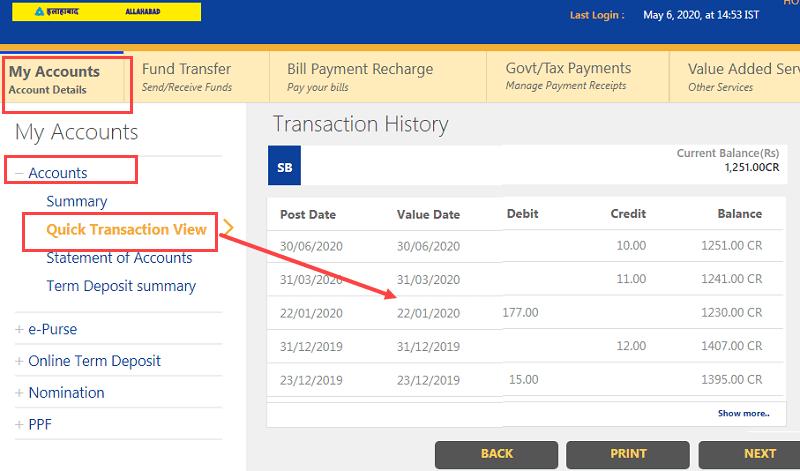 इलाहाबाद ALLAHABAD
HO
Last Login : May 6, 2020, at 14:53 IST
My Accounts
Account Details
Fund Transfer
Send/Receive Funds
Bill Payment Recharge
Pay your bills
Govt/Tax Payments
Manage Payment Receipts
Value Added Serv
Other Services
My Accounts
– Accounts
Summary
Quick Transaction View
Statement of Accounts
Term Deposit summary
+ e-Purse
+ Online Term Deposit
+ Nomination
+ PPF
Transaction History
SB
Current Balance(Rs)
1,251.00CR
Post Date Value Date Debit Credit Balance
30/06/2020 30/06/2020 10.00 1251.00 CR
31/03/2020 31/03/2020 11.00 1241.00 CR
22/01/2020 22/01/2020 177.00 1230.00 CR
31/12/2019 31/12/2019 12.00 1407.00 CR
23/12/2019 23/12/2019 15.00 1395.00 CR
Show more..
BACK PRINT NEXT